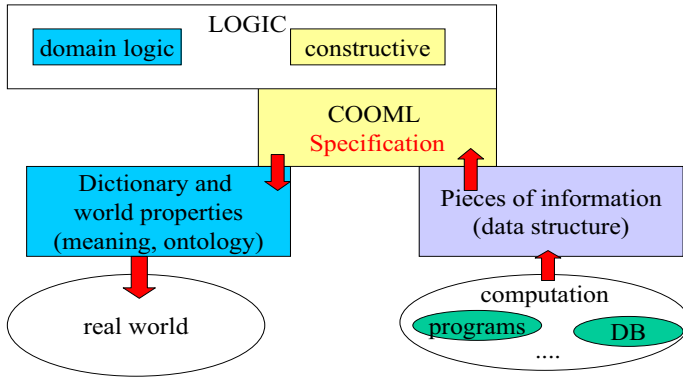 LOGIC
domain logic
constructive
COOML
Specification
Dictionary and
world properties
(meaning, ontology)
Pieces of information
(data structure)
real world
computation
programs
DB
....